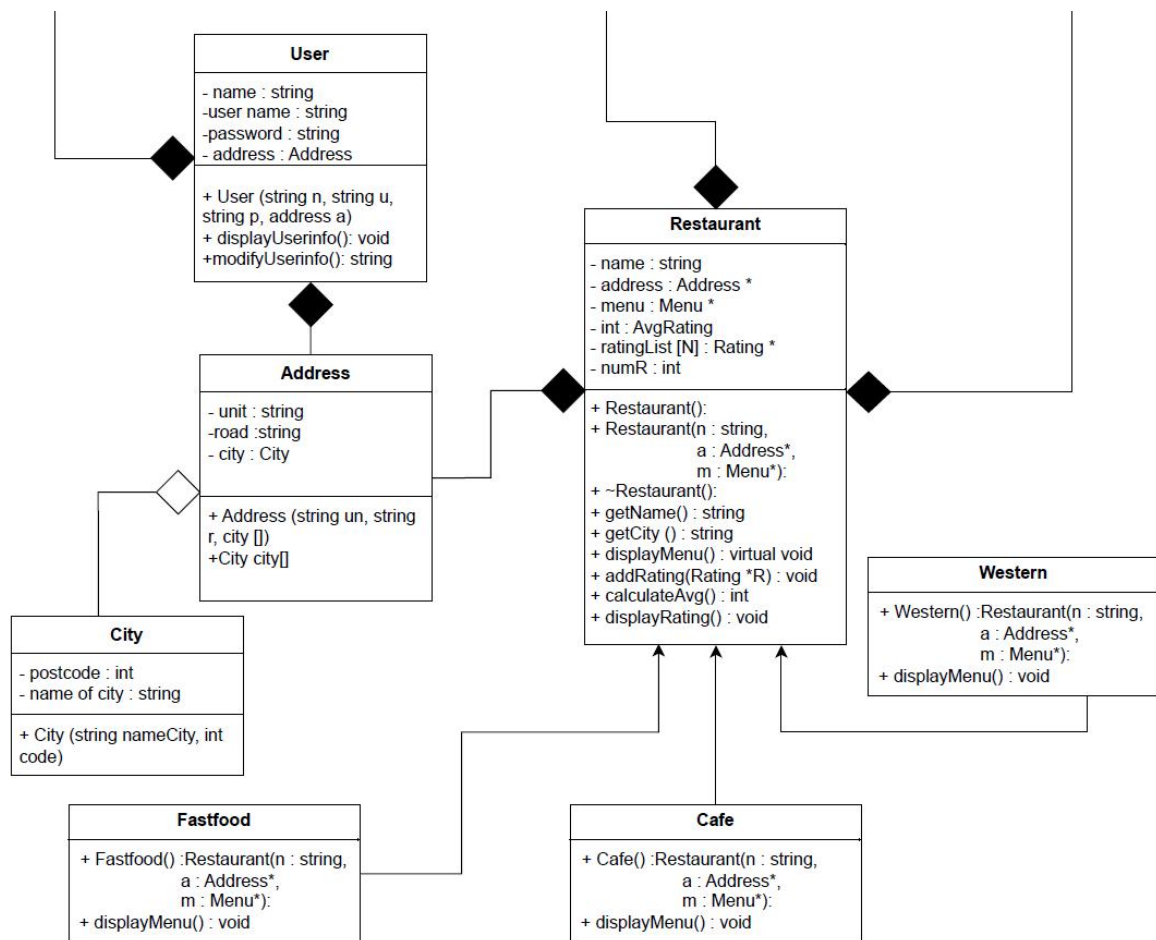 User
- name : string
-user name : string
-password : string
- address : Address
+ User (string n, string u,
string p, address a)
+ displayUserinfo(): void
+modifyUserinfo(): string
Restaurant
- name : string
- address : Address *
- menu : Menu *
- int : AvgRating
- ratingList [N] : Rating *
- numR : int
+ Restaurant():
+ Restaurant(n : string,
a : Address*,
m : Menu*):
+ ~Restaurant():
+ getName() : string
+ getCity () : string
+ displayMenu() : virtual void
+ addRating(Rating *R) : void
+ calculateAvg() : int
+ displayRating() : void
Address
- unit : string
-road :string
- city : City
+ Address (string un, string
r, city [])
+City city[]
Western
+ Western() :Restaurant(n : string,
a : Address*,
m : Menu*):
+ displayMenu() : void
City
- postcode : int
- name of city : string
+ City (string nameCity, int
code)
Fastfood
+ Fastfood() :Restaurant(n : string,
a : Address*,
m : Menu*):
+ displayMenu() : void
Cafe
+ Cafe() :Restaurant(n : string,
a : Address*,
m : Menu*):
+ displayMenu() : void